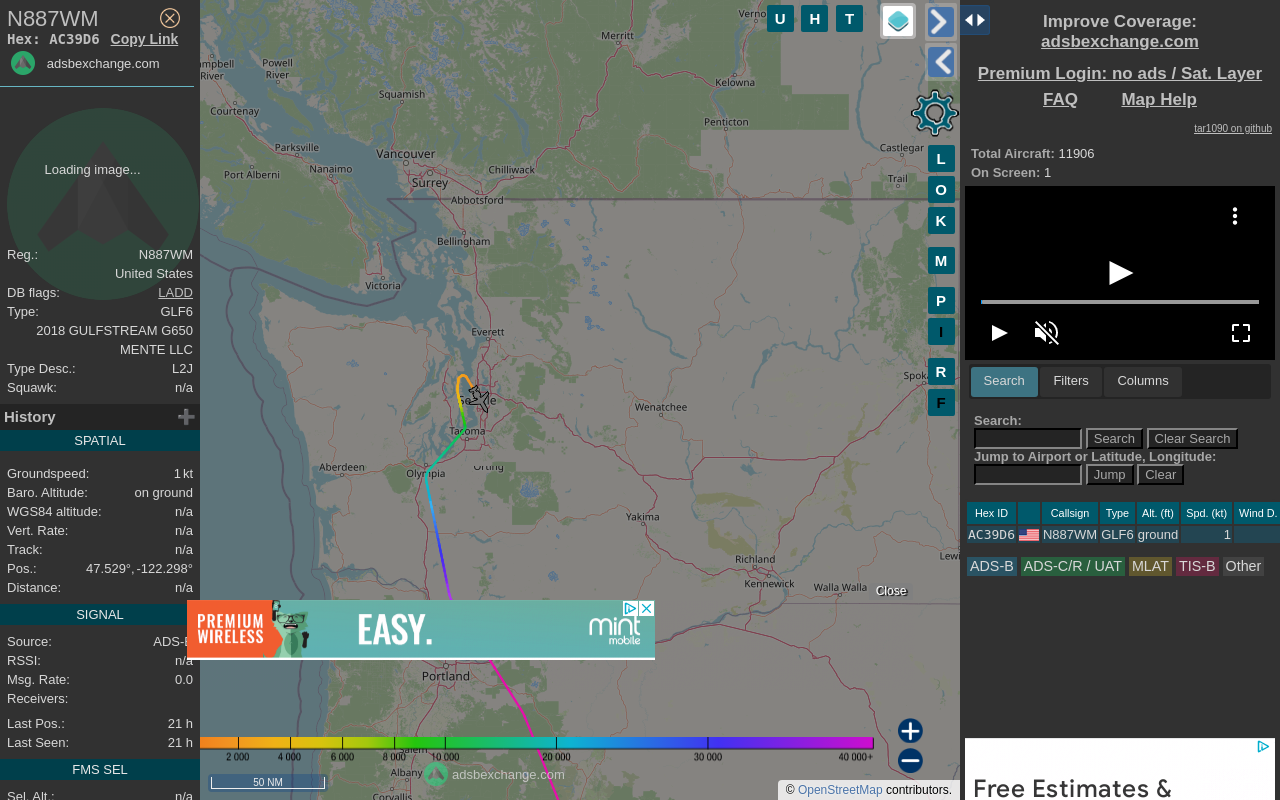 N887WM
Hex: AC39D6 Copy Link
adsbexchange.com
Loading image...
Reg.: N887WM
United States
DB flags: LADD
Type: GLF6
2018 GULFSTREAM G650
MENTE LLC
Type Desc.: L2J
Squawk: n/a
History
SPATIAL
Groundspeed: 1 kt
Baro. Altitude: on ground
WGS84 altitude: n/a
Vert. Rate: n/a
Track: n/a
Pos.: 47.529°, -122.298°
Distance: n/a
SIGNAL
Source: ADS-B
RSSI: n/a
Msg. Rate: 0.0
Receivers:
Last Pos.: 21 h
Last Seen: 21 h
FMS SEL
Sel. Alt.: n/a
U H T
L
O
K
M
P
I
R
F
Merritt
Powell
River
River
Squamish
Kelowna
Courtenay
Penticton
Parksville
Vancouver
Castlegar
Nanaimo
Chilliwack
Port Alberni
Surrey
Trail
Abbotsford
Bellingham
Victoria
Everett
Wenatchee
Tacoma
Aberdeen
Olympia
Orting
Yakima
Richland
Kennewick
Walla Walla
Close
PREMIUM
WIRELESS
EASY.
mint
mobile
Portland
Salem
2 000 4 000 6 000 8 000 10 000 20 000 30 000 40 000+
Albany
adsbexchange.com
50 NM
Corvallis
© OpenStreetMap contributors.
Improve Coverage:
adsbexchange.com
Premium Login: no ads / Sat. Layer
FAQ Map Help
tar1090 on github
Total Aircraft: 11906
On Screen: 1
Search Filters Columns
Search:
Search Clear Search
Jump to Airport or Latitude, Longitude:
Jump Clear
Hex ID Callsign Type Alt. (ft) Spd. (kt) Wind D.
AC39D6 N887WM GLF6 ground 1
ADS-B ADS-C/R / UAT MLAT TIS-B Other
Free Estimates &